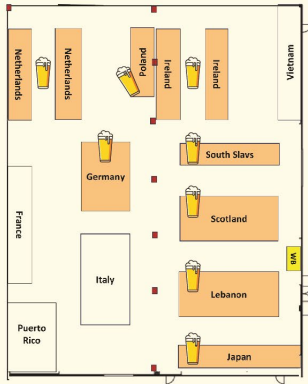 Netherlands
Netherlands
Poland
Ireland
Ireland
Vietnam
South Slavs
Germany
Scotland
France
WB
Italy
Lebanon
Puerto
Rico
Japan